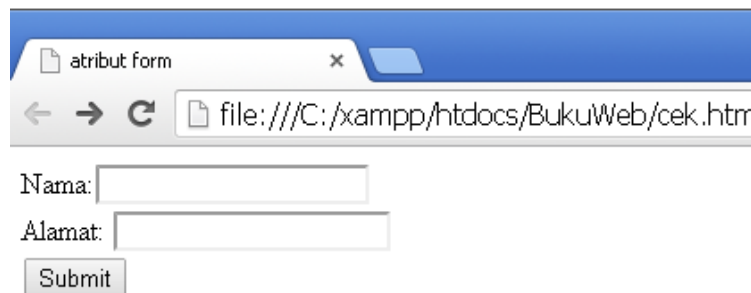 atribut form
file:///C:/xampp/htdocs/BukuWeb/cek.htm
Nama:
Alamat:
Submit